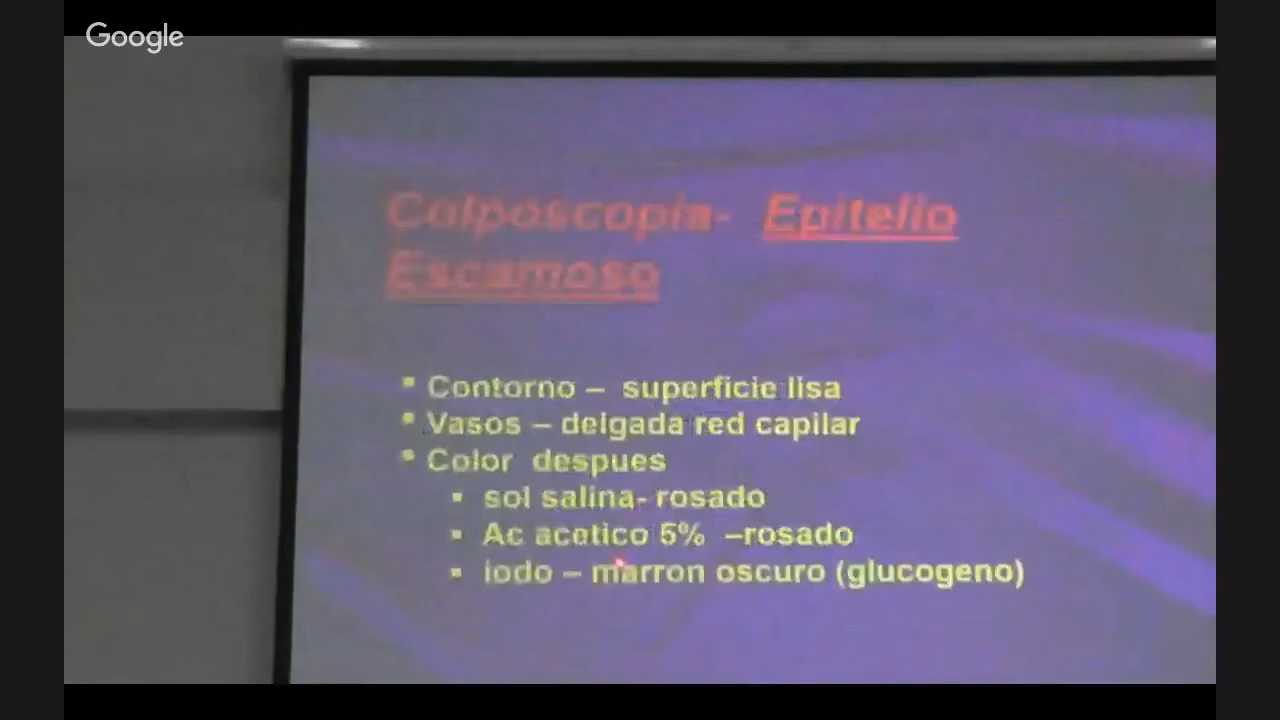 Google
Colposcopia- Epitelio
Escamoso
Contorno – superficie lisa
Vasos – delgada red capilar
Color despues
sol salina- rosado
Ac acetico 5% –rosado
iodo – marron oscuro (glucogeno)